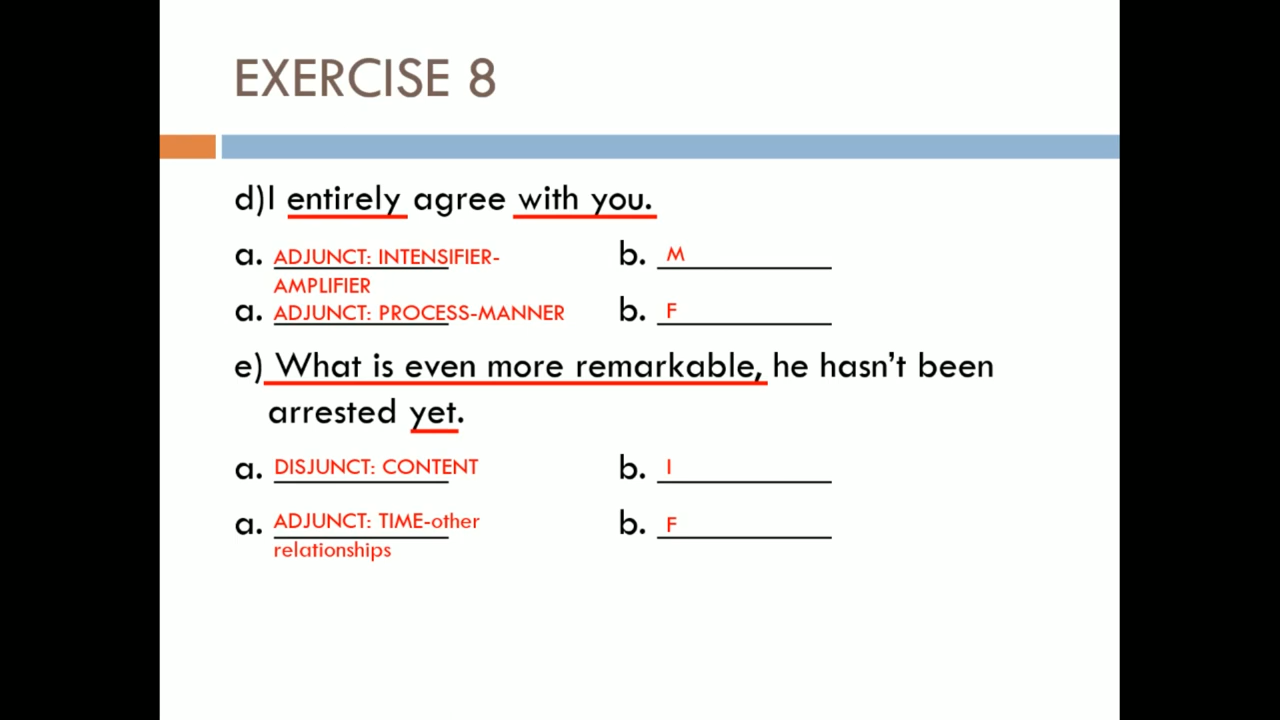 EXERCISE 8
d)I entirely agree with you.
a. ADJUNCT: INTENSIFIER- b. M
AMPLIFIER
a. ADJUNCT: PROCESS-MANNER b. F
e) What is even more remarkable, he hasn't been
arrested yet.
a. DISJUNCT: CONTENT b. I
a. ADJUNCT: TIME-other b. F
relationships